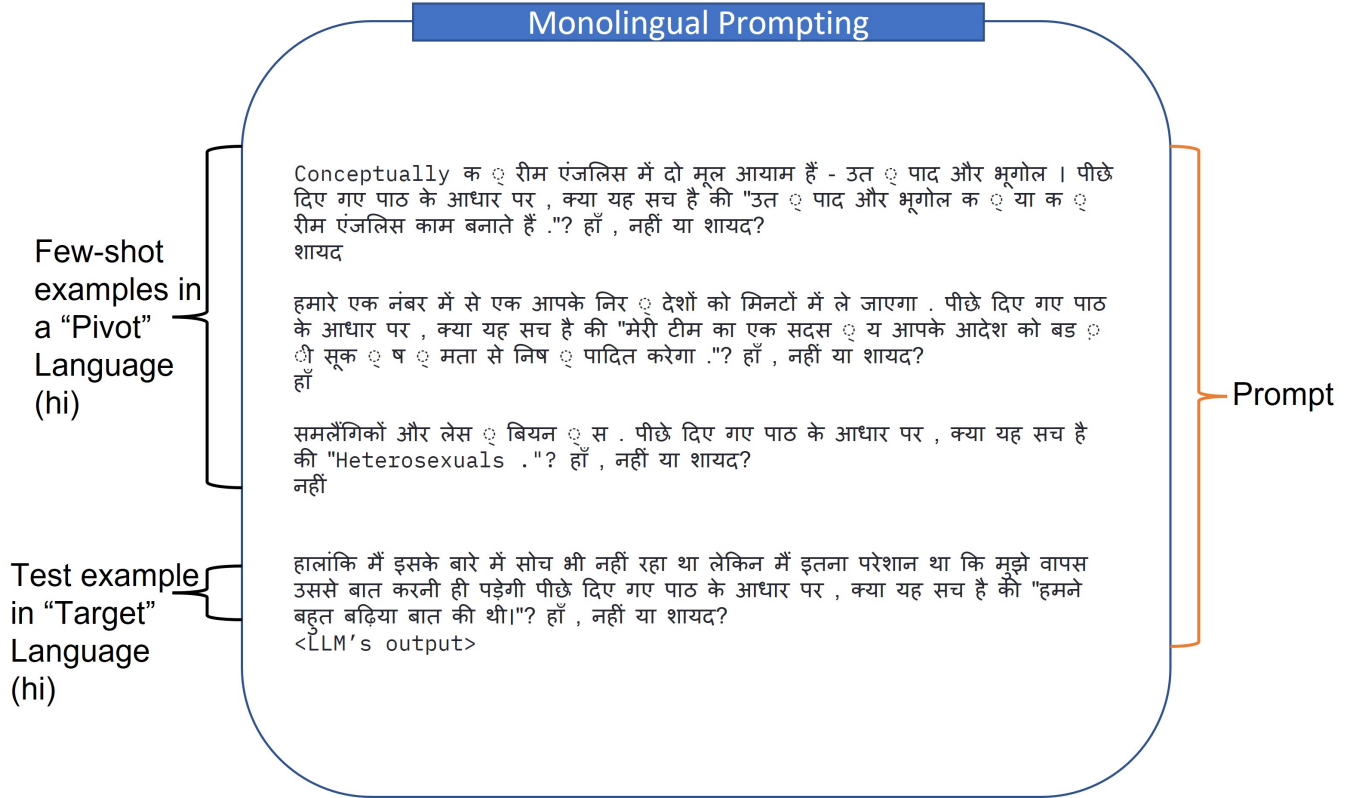 Monolingual Prompting
Few-shot
examples in
a “Pivot”
Language
(hi)
Conceptually क ् रीम एंजलिस में दो मूल आयाम हैं - उत ् पाद और भूगोल । पीछे
दिए गए पाठ के आधार पर , क्या यह सच है की "उत ् पाद और भूगोल क ् या क ्
रीम एंजलिस काम बनाते हैं ."? हाँ , नहीं या शायद?
शायद
हमारे एक नंबर में से एक आपके निर ् देशों को मिनटों में ले जाएगा . पीछे दिए गए पाठ
के आधार पर , क्या यह सच है की "मेरी टीम का एक सदस ् य आपके आदेश को बड ़
ी सूक ् ष ् मता से निष ् पादित करेगा ."? हाँ , नहीं या शायद?
हाँ
समलैंगिकों और लेस ् बियन ् स . पीछे दिए गए पाठ के आधार पर , क्या यह सच है
की "Heterosexuals ."? हाँ , नहीं या शायद?
नहीं
Test example
in “Target”
Language
(hi)
हालांकि मैं इसके बारे में सोच भी नहीं रहा था लेकिन मैं इतना परेशान था कि मुझे वापस
उससे बात करनी ही पड़ेगी पीछे दिए गए पाठ के आधार पर , क्या यह सच है की "हमने
बहुत बढ़िया बात की थी।"? हाँ , नहीं या शायद?
<LLM’s output>
Prompt